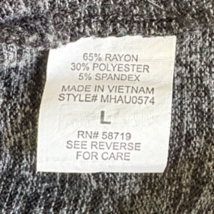 65% RAYON
30% POLYESTER
5% SPANDEX
MADE IN VIETNAM
STYLE# MHAU0574
L
RN# 58719
SEE REVERSE
FOR CARE